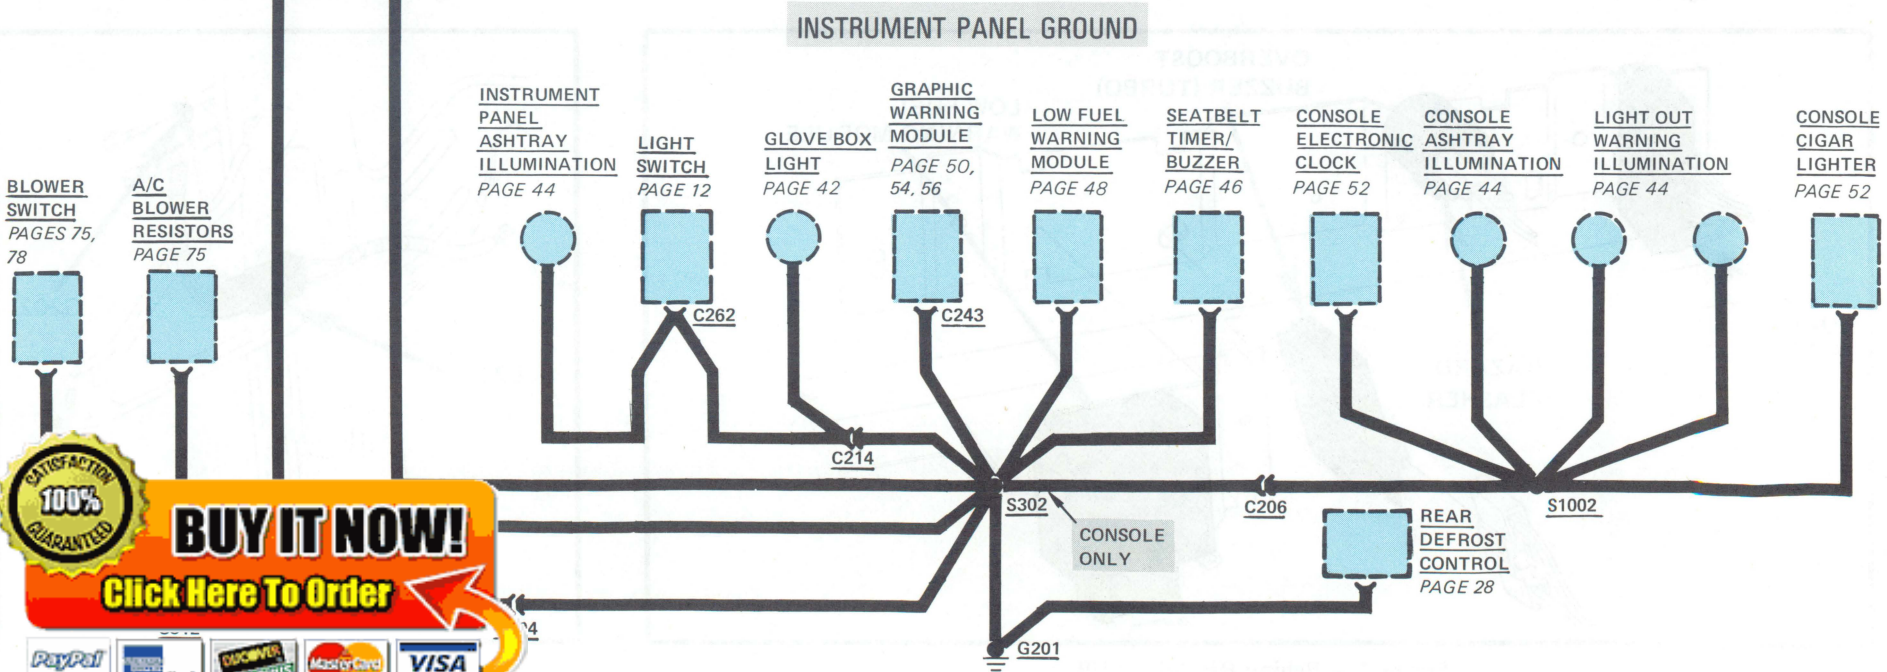 INSTRUMENT PANEL GROUND
BLOWER
SWITCH
PAGES 75,
78
A/C
BLOWER
RESISTORS
PAGE 75
INSTRUMENT
PANEL
ASHTRAY
ILLUMINATION
PAGE 44
LIGHT
SWITCH
PAGE 12
GLOVE BOX
LIGHT
PAGE 42
GRAPHIC
WARNING
MODULE
PAGE 50,
54, 56
LOW FUEL
WARNING
MODULE
PAGE 48
SEATBELT
TIMER/
BUZZER
PAGE 46
CONSOLE
ELECTRONIC
CLOCK
PAGE 52
CONSOLE
ASHTRAY
ILLUMINATION
PAGE 44
LIGHT OUT
WARNING
ILLUMINATION
PAGE 44
CONSOLE
CIGAR
LIGHTER
PAGE 52
C262
C243
C214
S302
C206
S1002
CONSOLE
ONLY
REAR
DEFROST
CONTROL
PAGE 28
G201
SATISFACTION
100%
GUARANTEED
BUY IT NOW!
Click Here To Order
PayPal
DISCOVER
MasterCard
VISA